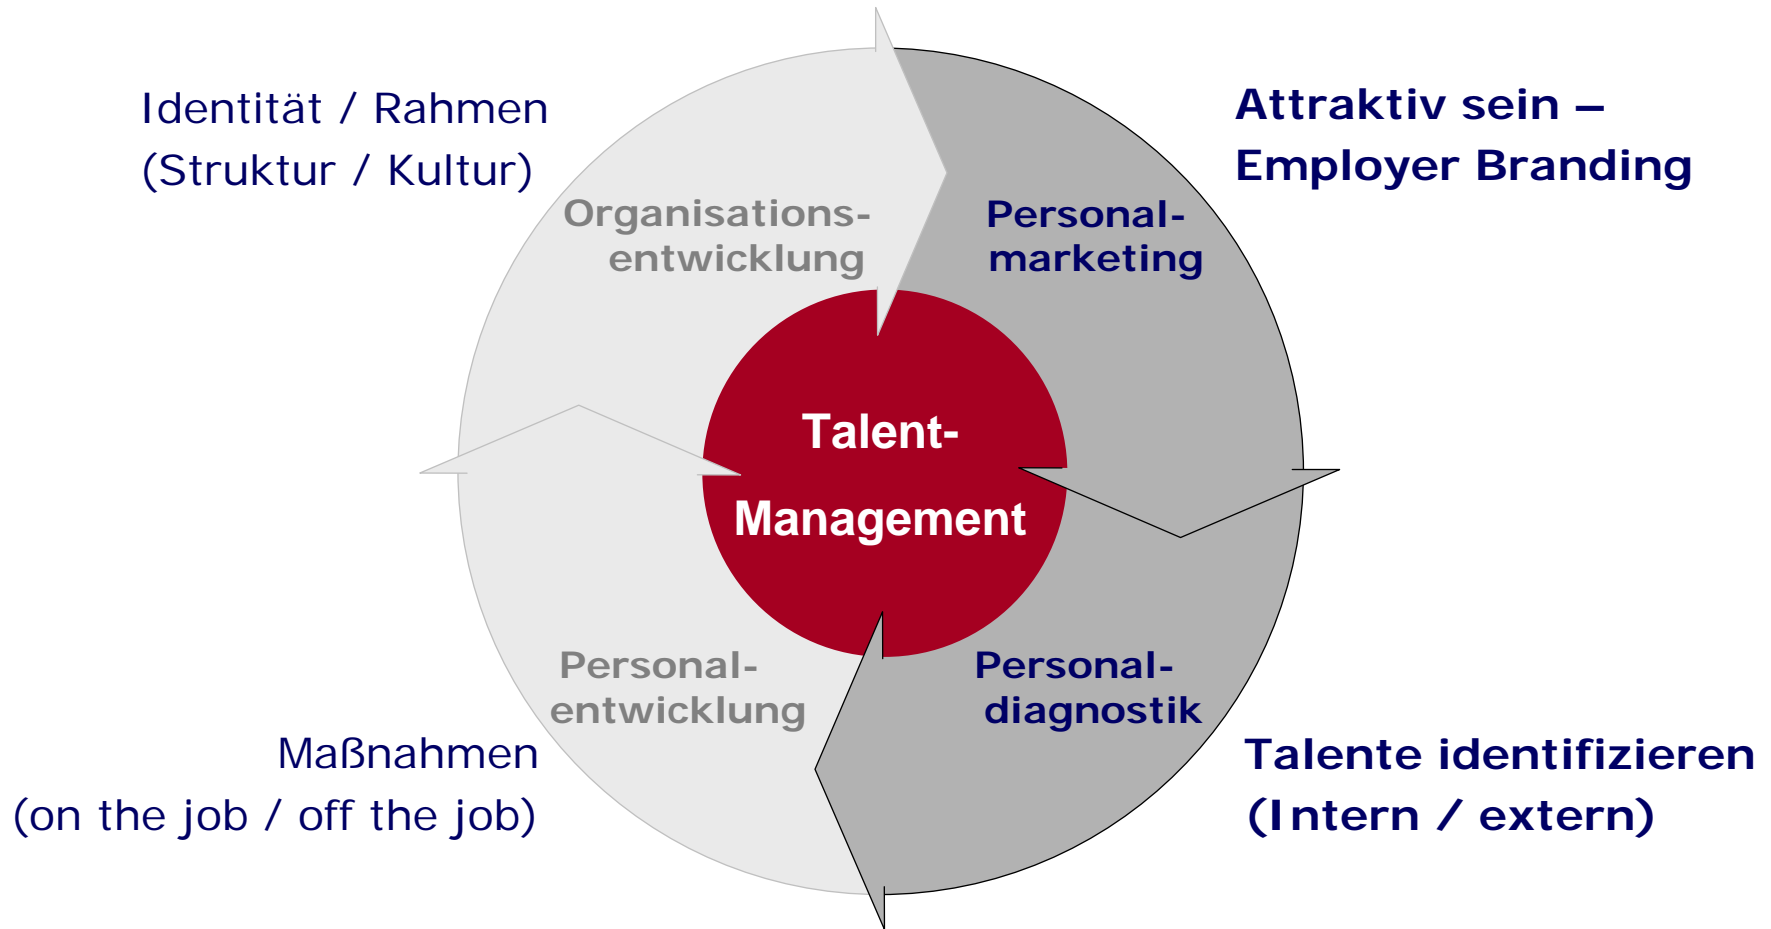 Identität / Rahmen
(Struktur / Kultur)
Attraktiv sein –
Employer Branding
Organisations-
entwicklung
Personal-
marketing
Talent-
Management
Personal-
entwicklung
Personal-
diagnostik
Maßnahmen
(on the job / off the job)
Talente identifizieren
(Intern / extern)